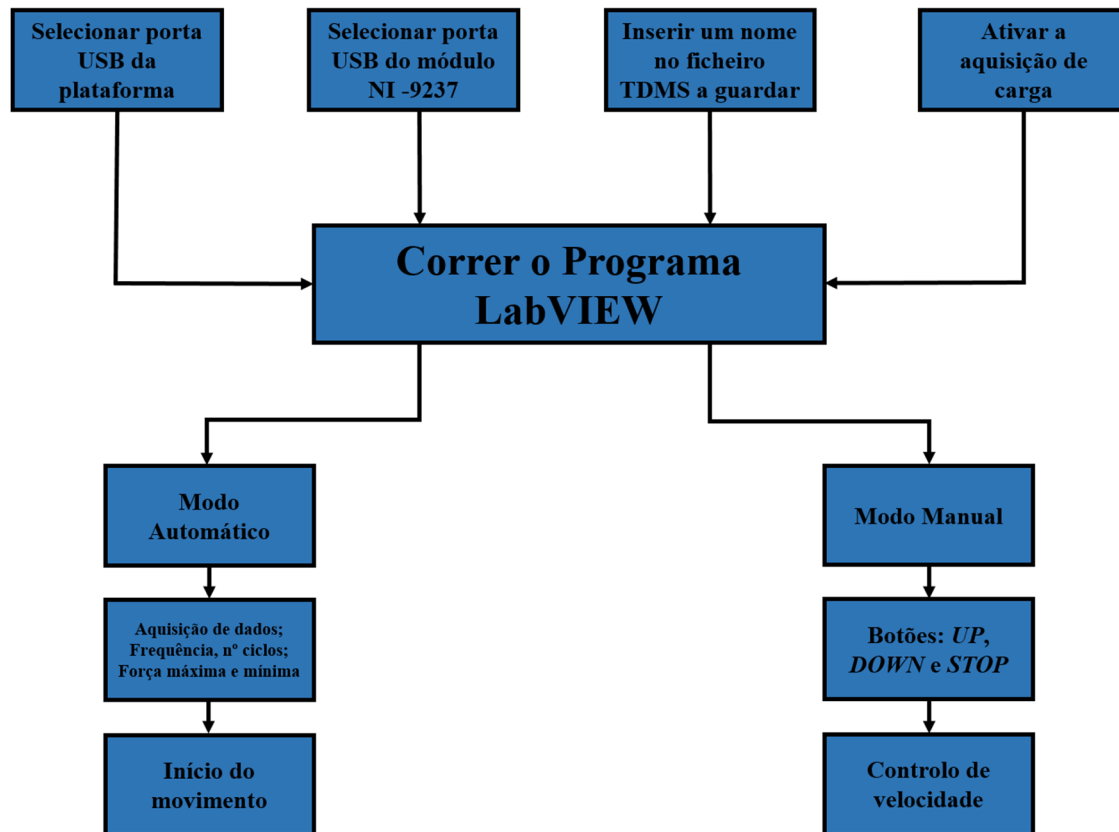 Selecionar porta
USB da
plataforma
Selecionar porta
USB do módulo
NI -9237
Inserir um nome
no ficheiro
TDMS a guardar
Ativar a
aquisição de
carga
Correr o Programa
LabVIEW
Modo
Automático
Modo Manual
Aquisição de dados;
Frequência, nº ciclos;
Força máxima e mínima
Botões: UP,
DOWN e STOP
Início do
movimento
Controlo de
velocidade